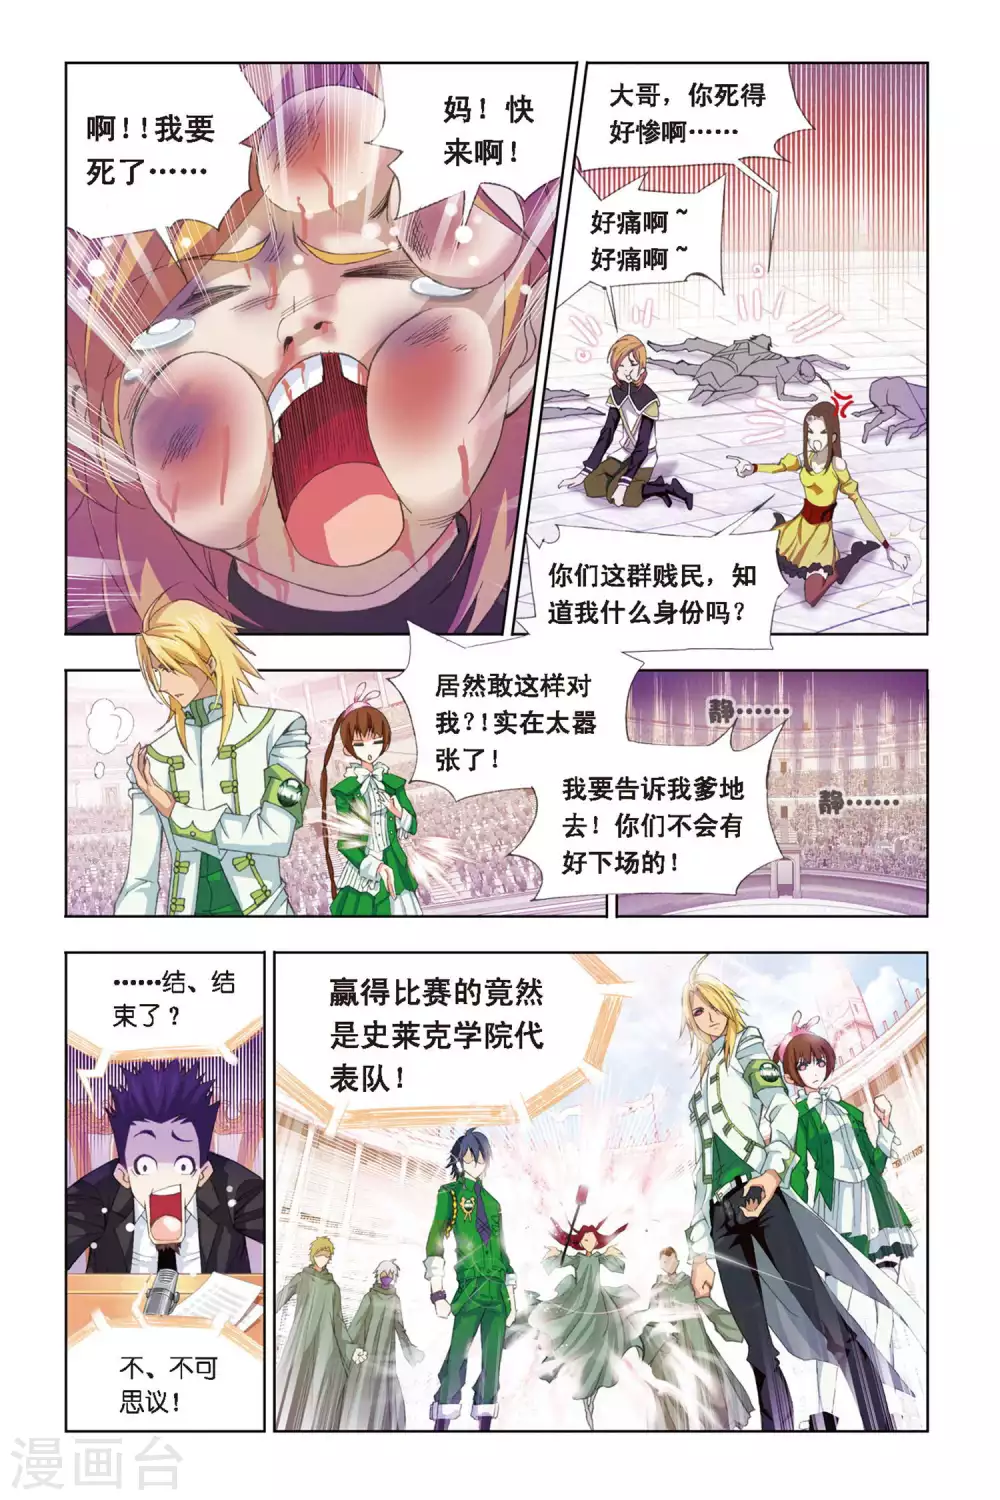 啊！！我要
死了……
妈！快
来啊！
大哥，你死得
好惨啊……
好痛啊~
好痛啊~
你们这群贱民，知
道我什么身份吗？
居然敢这样对
我？！实在太嚣
张了！
我要告诉我爹地
去！你们不会有
好下场的！
静……
静……
……结、结
束了？
不、不可
思议！
赢得比赛的竟然
是史莱克学院代
表队！
漫画台